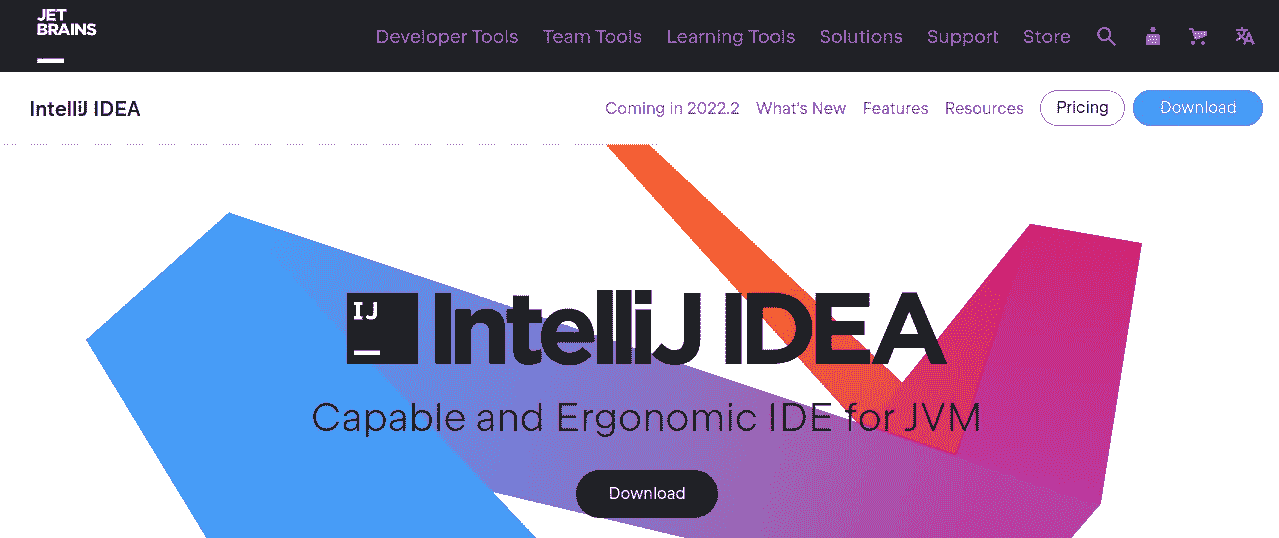 JET
BRAINS
Developer Tools Team Tools Learning Tools Solutions Support Store
IntelliJ IDEA
Coming in 2022.2 What's New Features Resources Pricing Download
IJ
IntelliJ IDEA
Capable and Ergonomic IDE for JVM
Download